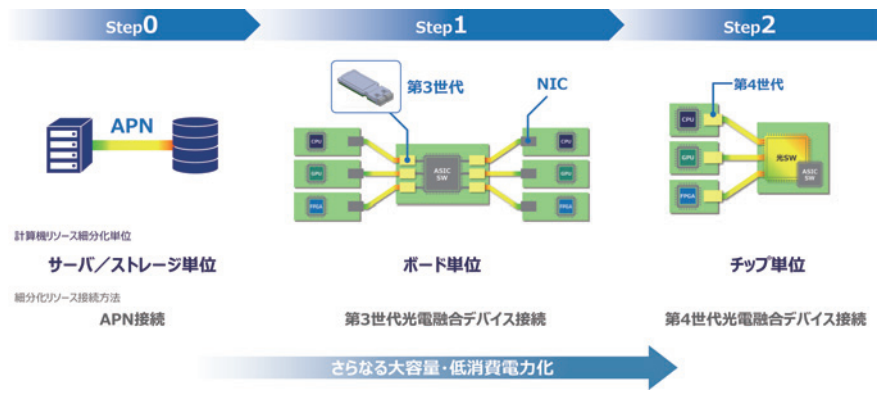 Step0
Step1
Step2
第3世代
NIC
第4世代
APN
CPU
GPU
FPGA
ASIC
SW
CPU
GPU
FPGA
CPU
GPU
FPGA
光SW
ASIC
SW
計算機リソース細分化単位
サーバ／ストレージ単位
ボード単位
チップ単位
細分化リソース接続方法
APN接続
第3世代光電融合デバイス接続
第4世代光電融合デバイス接続
さらなる大容量・低消費電力化